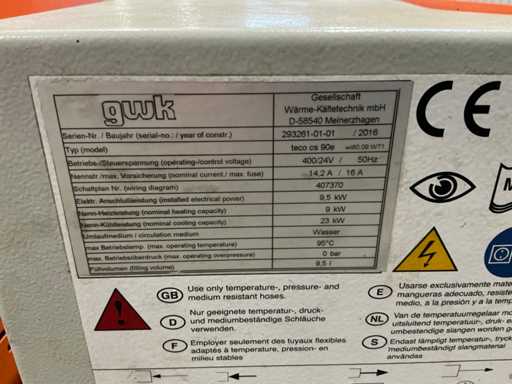 gwk
Gesellschaft
Wärme-Kältetechnik mbH
D-58540 Meinerzhagen
Serien-Nr. / Baujahr (serial-no.: / year of constr.) 293261-01-01 / 2016
Typ (model) teco cs 90e
Betriebs-/Steuerspannung (operating-/control voltage) 400/24V / 50Hz
Nennstr./max. Vorsicherung (nominal current./ max. fuse) 14,2 A / 16 A
Schaltplan Nr. (wiring diagram) 407370
Elektr. Anschlußleistung (installed electrical power) 9,5 kW
Nenn-Heizleistung (nominal heating capacity) 9 kW
Nenn-Kühlleistung (nominal cooling capacity) 23 kW
Umlaufmedium / circulation medium) Wasser
max Betriebstemp. (max. operating temperature) 95°C
max. Betriebsüberdruck (max. operating overpressure) 0 bar
Füllvolumen (filling volume)
CE
GB Use only temperature-, pressure- and
medium resistant hoses.
D Nur geeignete temperatur-, druck-
und mediumbeständige Schläuche
verwenden.
F Employer seulement des tuyaux flexibles
adaptés à temperature, pression- en
milieu stables
E Usarse exclusivamente
mangueras adecuado,
medio, a la presión y a la
NL Van de temperatuurregelaar
uitsluitend temperatuur-, druk-
umbestendige slangen worden
S Endast lämpligt temperatur-,
mediumbeständigt slangmaterial
användas